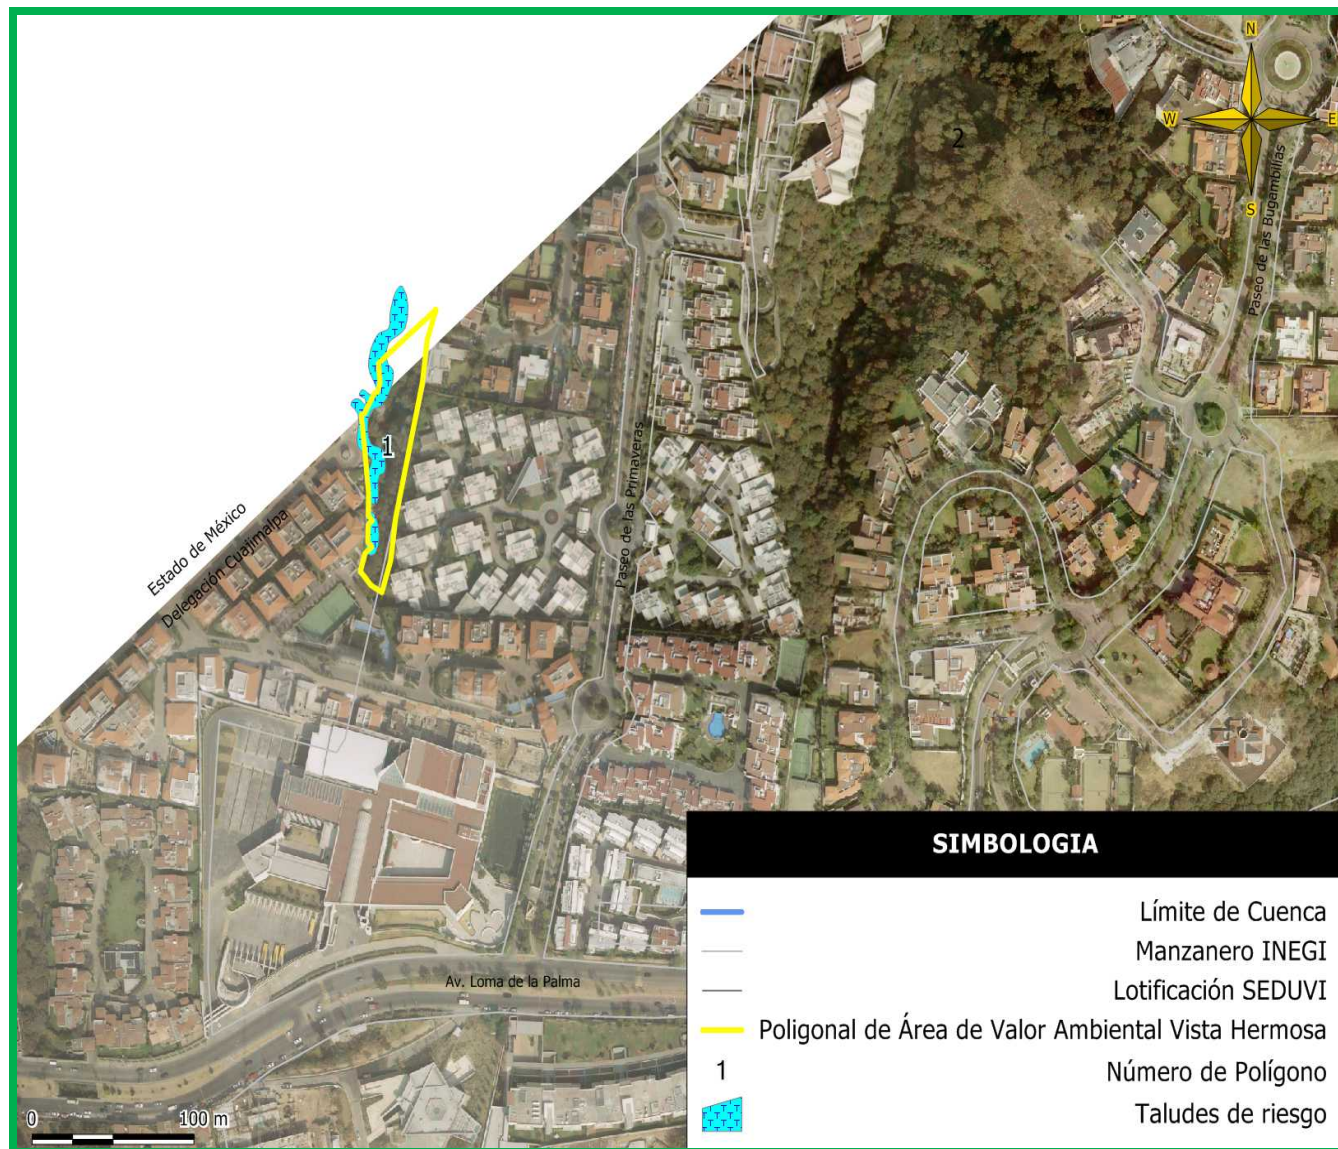 N
W
E
S
2
Paseo de las Bugambilias
1
Paseo de las Primaveras
Estado de México
Delegación Cuajimalpa
Av. Loma de la Palma
0
100 m
SIMBOLOGIA
Límite de Cuenca
Manzanero INEGI
Lotificación SEDUVI
Poligonal de Área de Valor Ambiental Vista Hermosa
1
Número de Polígono
Taludes de riesgo